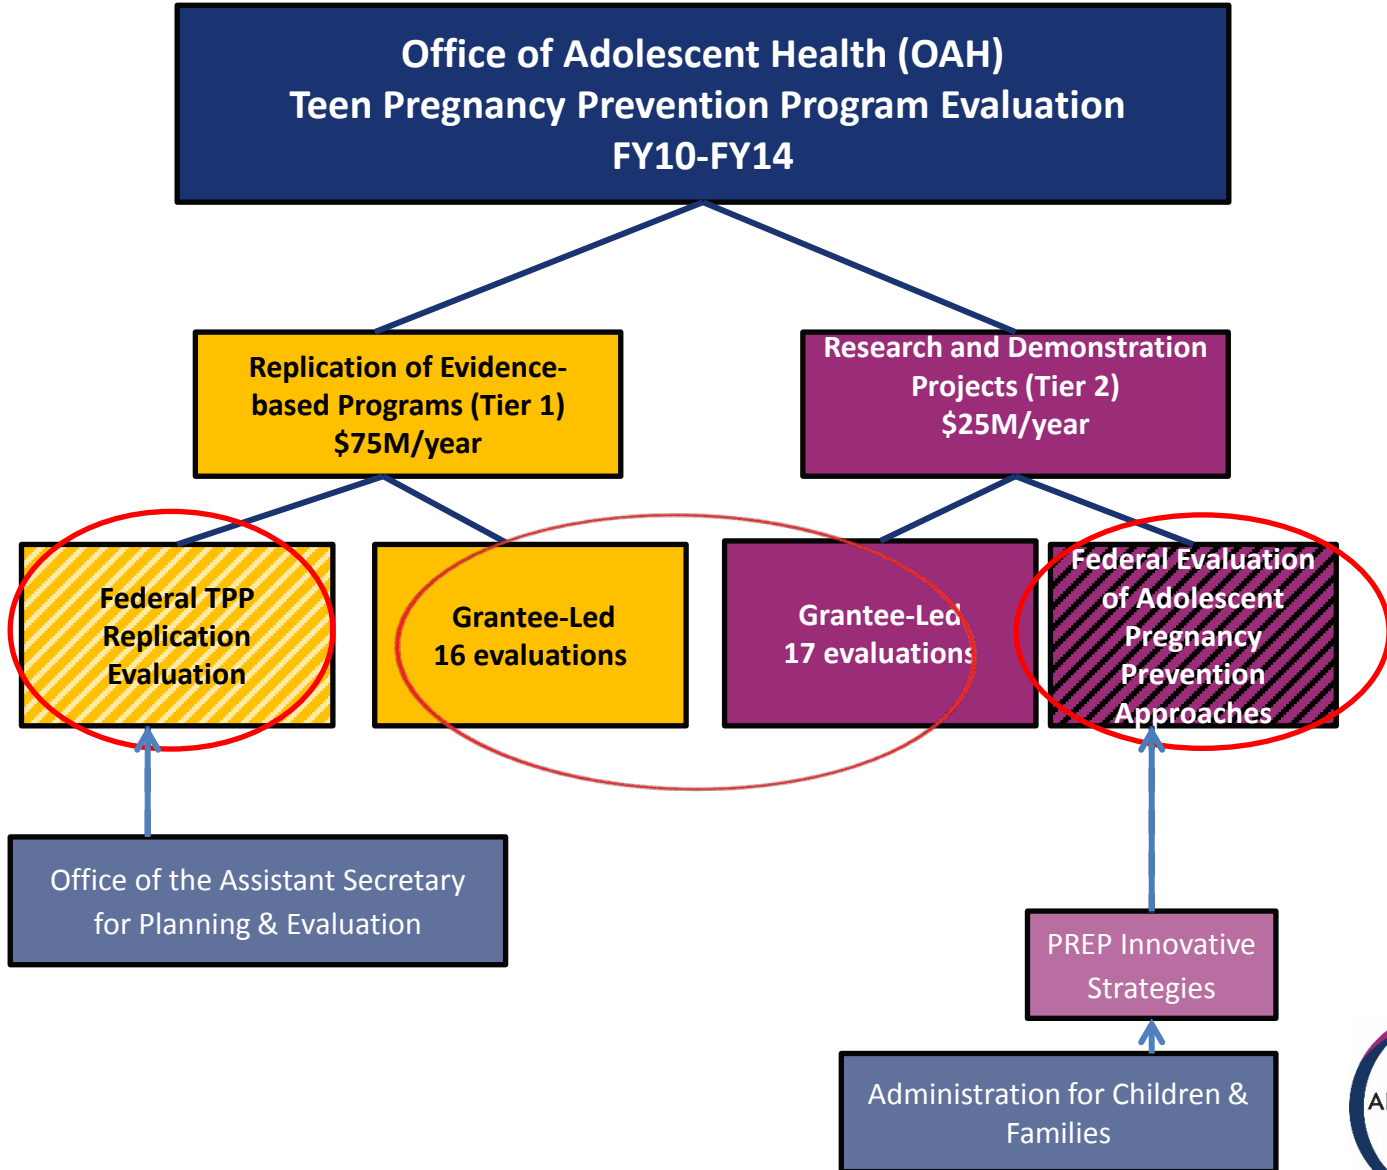 Office of Adolescent Health (OAH)
Teen Pregnancy Prevention Program Evaluation
FY10-FY14
Replication of Evidence-
based Programs (Tier 1)
$75M/year
Research and Demonstration
Projects (Tier 2)
$25M/year
Federal TPP
Replication
Evaluation
Grantee-Led
16 evaluations
Grantee-Led
17 evaluations
Federal Evaluation
of Adolescent
Pregnancy
Prevention
Approaches
Office of the Assistant Secretary
for Planning & Evaluation
PREP Innovative
Strategies
Administration for Children &
Families